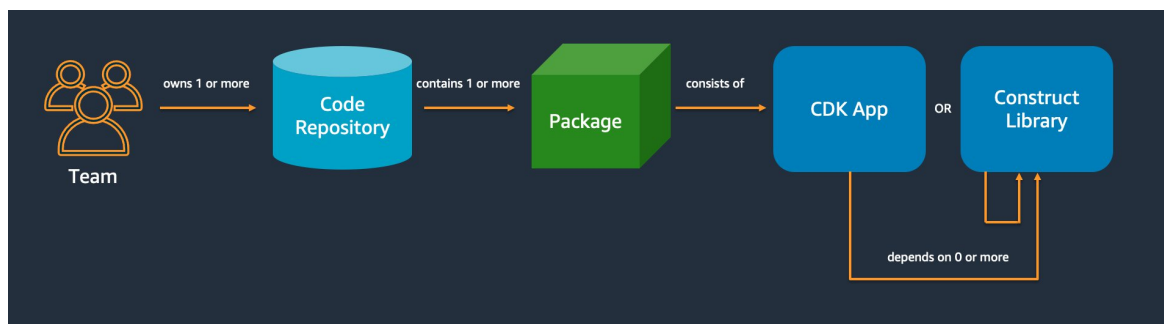 Team
owns 1 or more
Code
Repository
contains 1 or more
Package
consists of
CDK App
OR
Construct
Library
depends on 0 or more